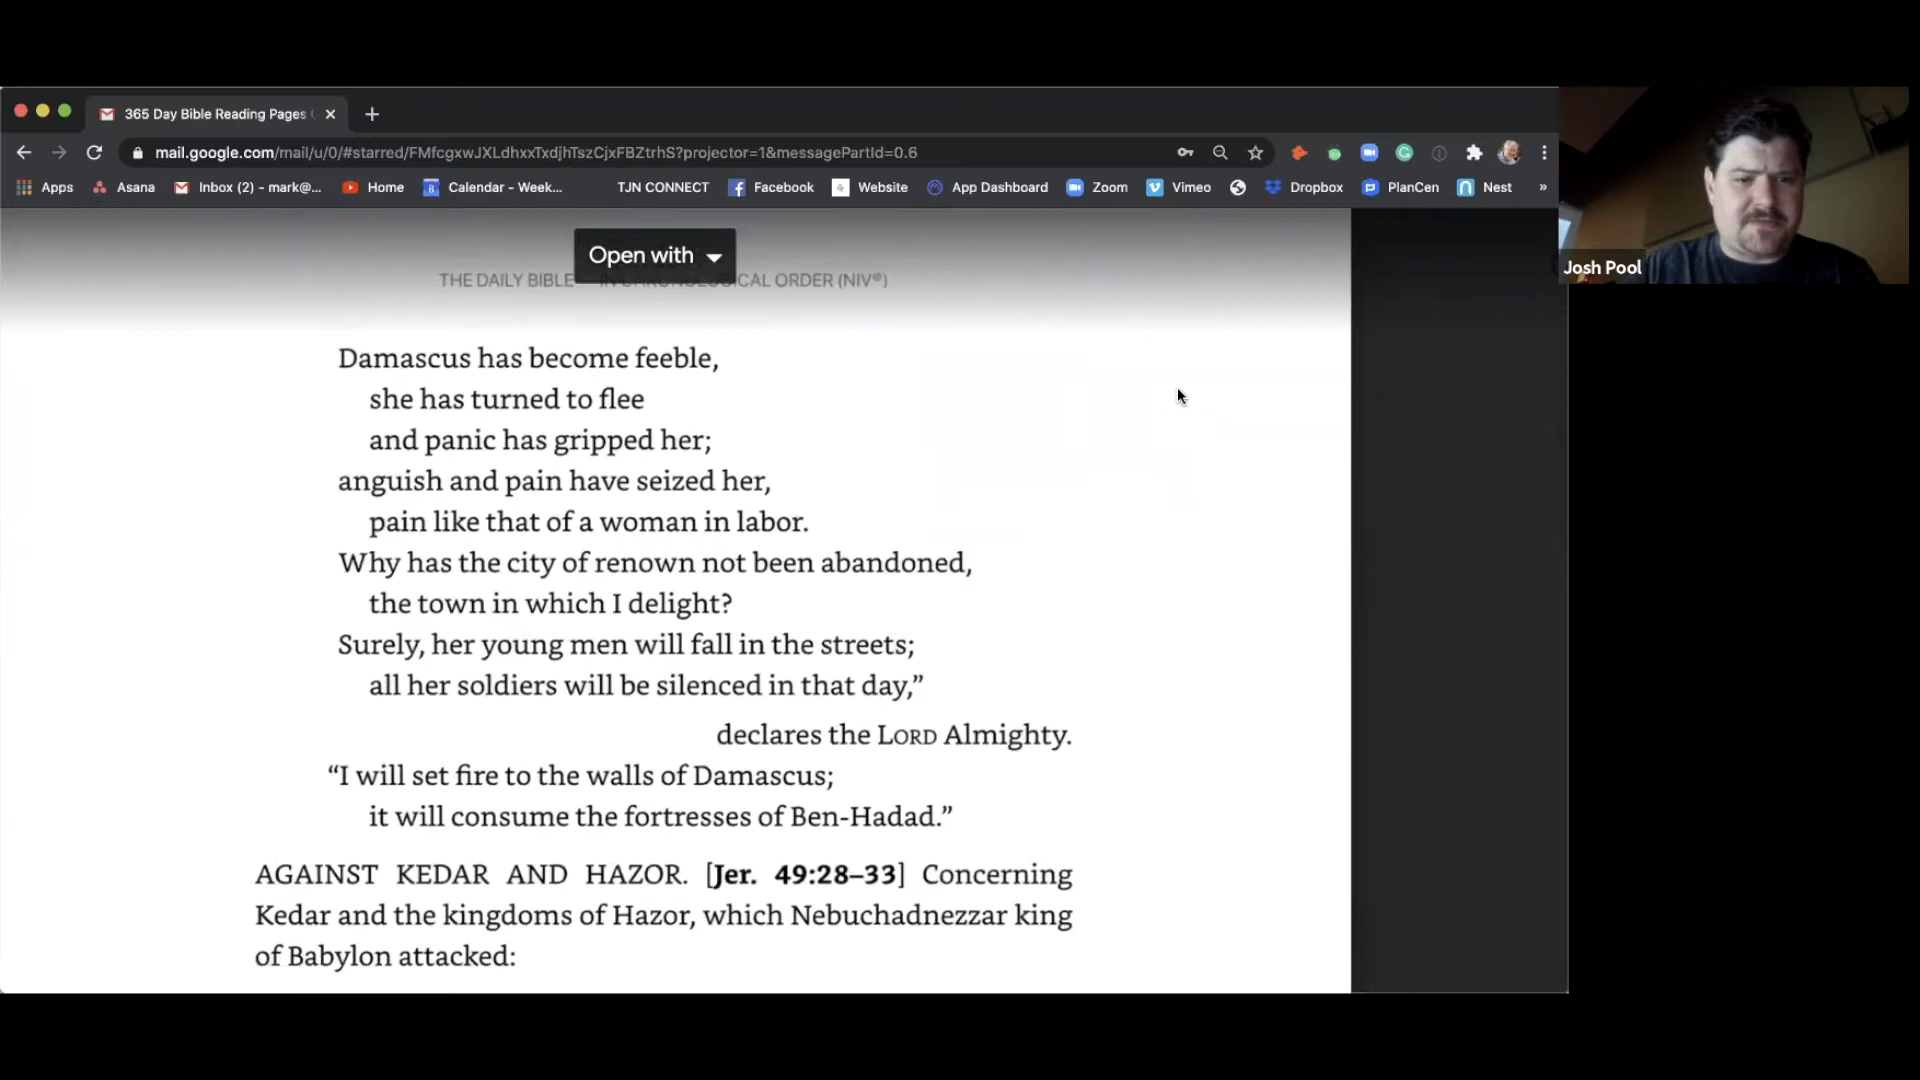 365 Day Bible Reading Pages
mail.google.com/mail/u/0/#starred/FMfcgxwJXLdhxxTxdjhTszCjxFBZtrhS?projector=1&messagePartId=0.6
Apps Asana Inbox (2) - mark@... Home Calendar - Week... TJN CONNECT Facebook Website App Dashboard Zoom Vimeo Dropbox PlanCen Nest »
Open with
THE DAILY BIBLE IN CHRONOLOGICAL ORDER (NIV®)
Josh Pool
Damascus has become feeble,
she has turned to flee
and panic has gripped her;
anguish and pain have seized her,
pain like that of a woman in labor.
Why has the city of renown not been abandoned,
the town in which I delight?
Surely, her young men will fall in the streets;
all her soldiers will be silenced in that day,”
declares the LORD Almighty.
“I will set fire to the walls of Damascus;
it will consume the fortresses of Ben-Hadad.”
AGAINST KEDAR AND HAZOR. [Jer. 49:28–33] Concerning
Kedar and the kingdoms of Hazor, which Nebuchadnezzar king
of Babylon attacked: